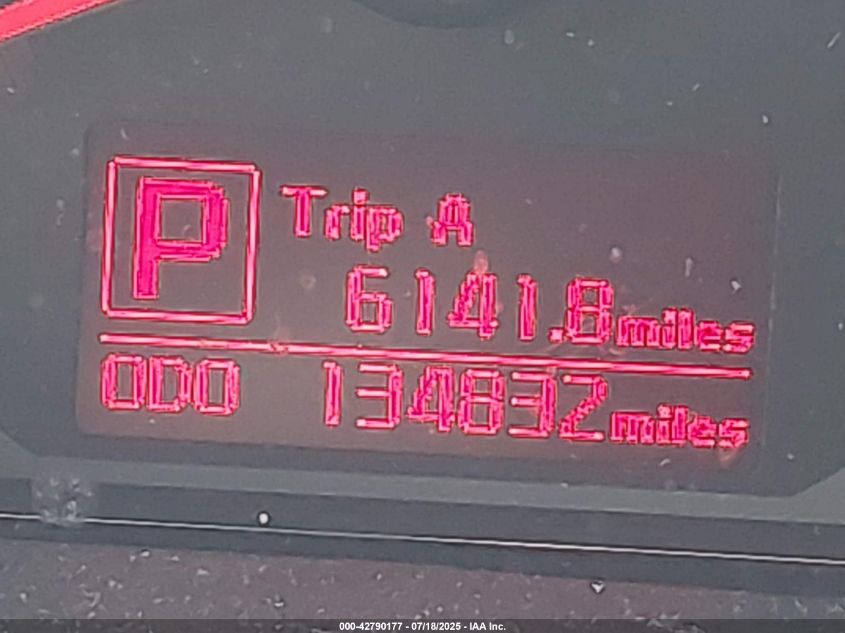 P
Trip A
6141.8 miles
ODO 134832 miles
000-42790177 - 07/18/2025 - IAA Inc.